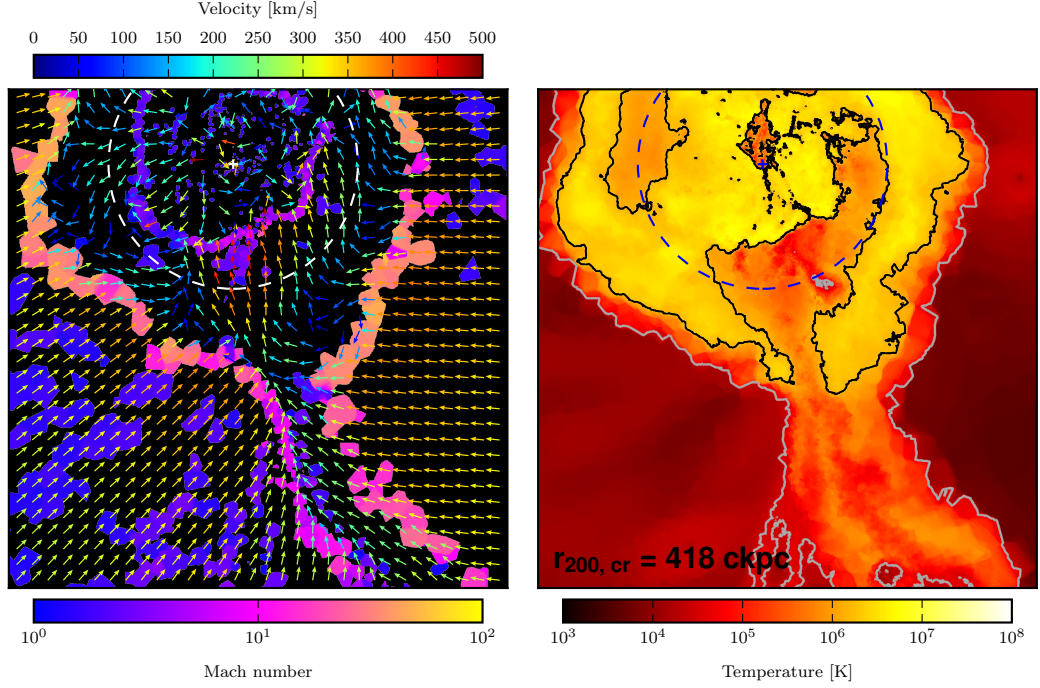 Velocity [km/s]
0 50 100 150 200 250 300 350 400 450 500
r200, cr = 418 ckpc
10^0 10^1 10^2
Mach number
10^3 10^4 10^5 10^6 10^7 10^8
Temperature [K]